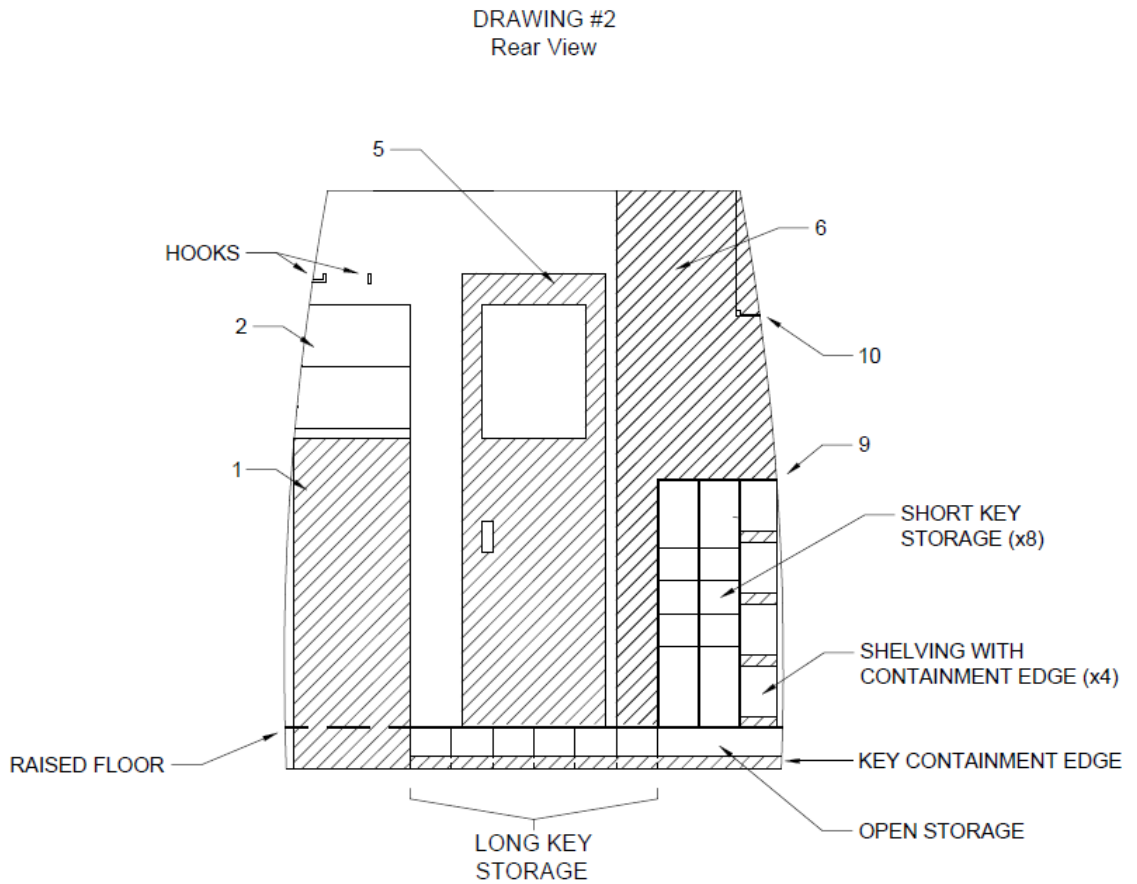 DRAWING #2
Rear View
5
6
HOOKS
2
10
1
9
SHORT KEY
STORAGE (x8)
SHELVING WITH
CONTAINMENT EDGE (x4)
RAISED FLOOR
KEY CONTAINMENT EDGE
LONG KEY
STORAGE
OPEN STORAGE